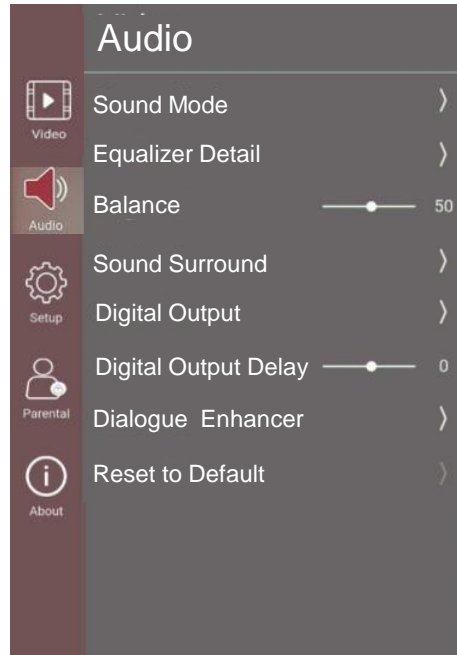 Audio
Video
Audio
Setup
Parental
About
Sound Mode
Equalizer Detail
Balance 50
Sound Surround
Digital Output
Digital Output Delay 0
Dialogue Enhancer
Reset to Default